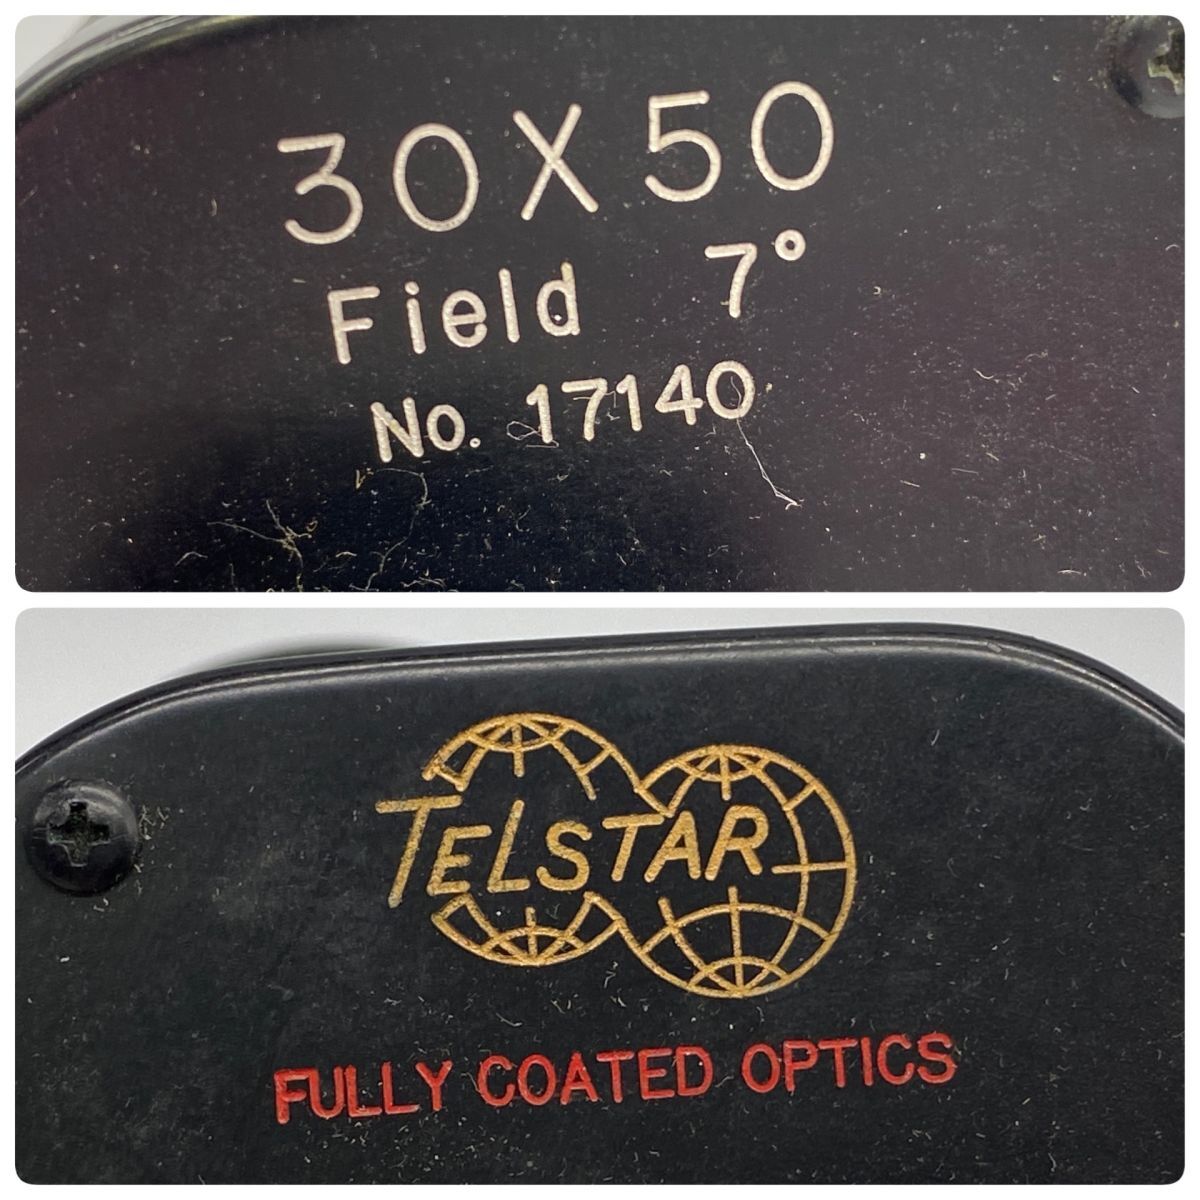 30X50
Field 7°
No. 17140
TELSTAR
FULLY COATED OPTICS